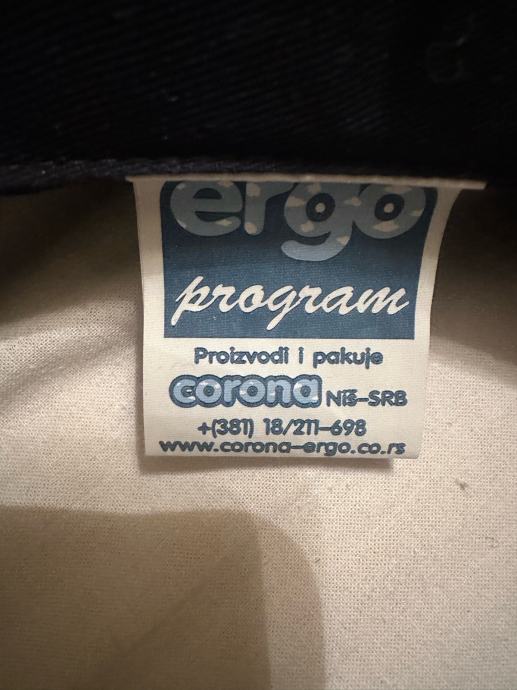 ergo
program
Proizvodi i pakuje
corona Niš-SRB
+(381) 18/211-698
www.corona-ergo.co.rs